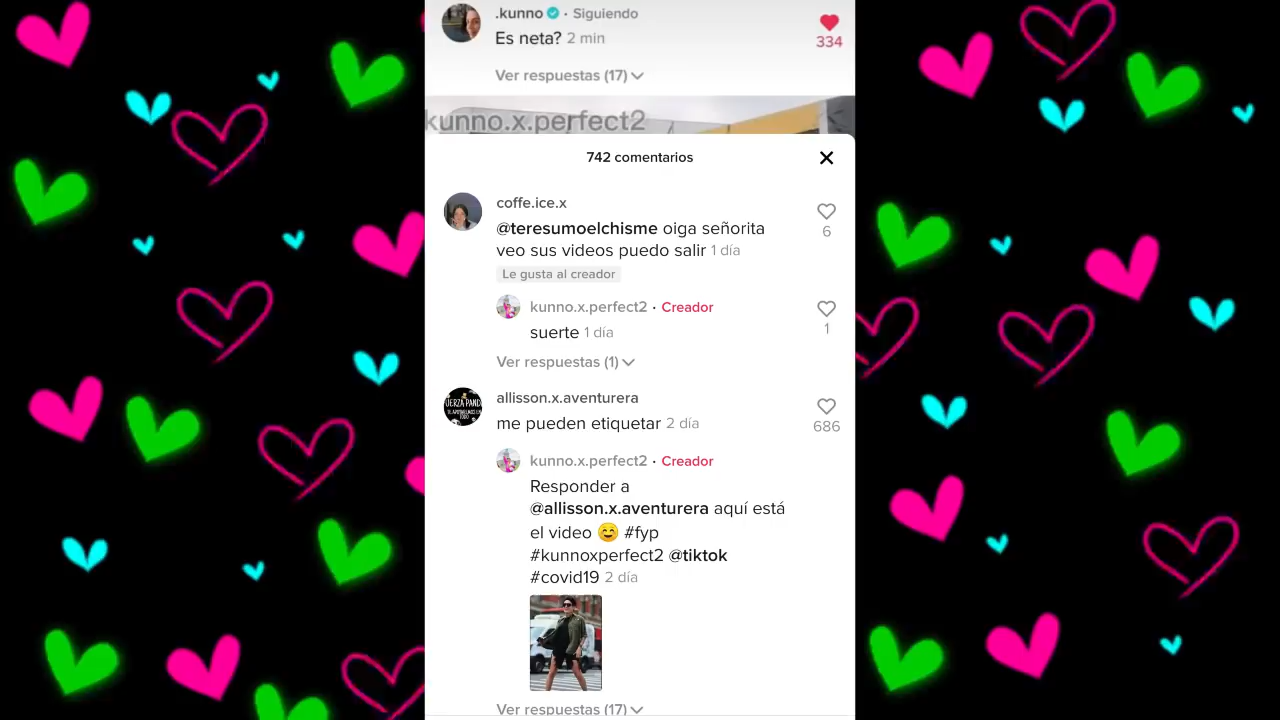 .kunno · Siguiendo
Es neta? 2 min
334
Ver respuestas (17)
kunno.x.perfect2
742 comentarios
coffe.ice.x
@teresumoelchisme oiga señorita
veo sus videos puedo salir 1 día
6
Le gusta al creador
kunno.x.perfect2 · Creador
suerte 1 día
1
Ver respuestas (1)
allisson.x.aventurera
me pueden etiquetar 2 día
686
kunno.x.perfect2 · Creador
Responder a
@allisson.x.aventurera aquí está
el video 😊 #fyp
#kunnoxperfect2 @tiktok
#covid19 2 día
Ver respuestas (17)